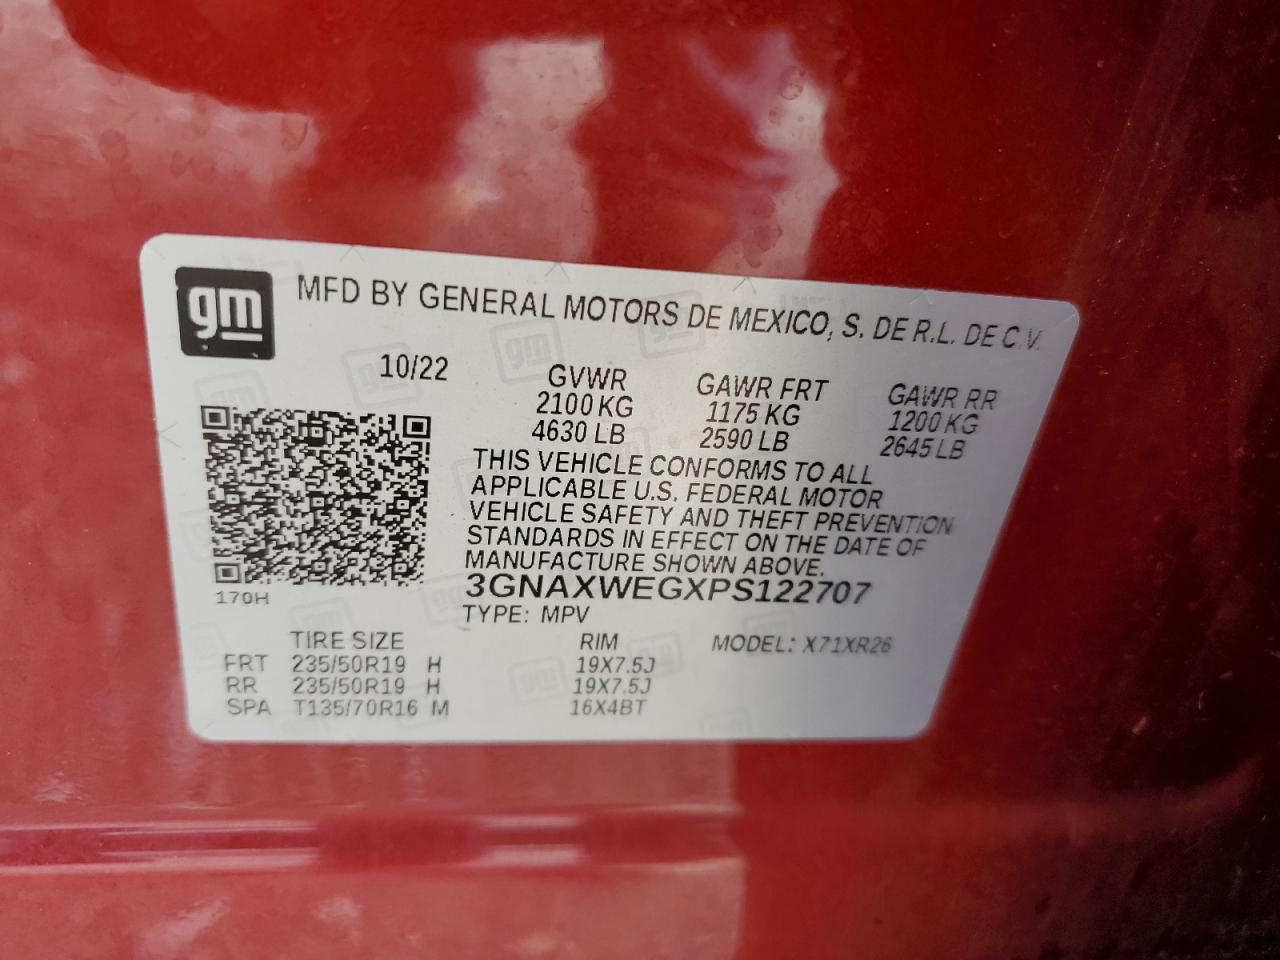 gm
MFD BY GENERAL MOTORS DE MEXICO, S. DE R.L. DE C.V.
10/22
GVWR GAWR FRT GAWR RR
2100 KG 1175 KG 1200 KG
4630 LB 2590 LB 2645 LB
THIS VEHICLE CONFORMS TO ALL
APPLICABLE U.S. FEDERAL MOTOR
VEHICLE SAFETY AND THEFT PREVENTION
STANDARDS IN EFFECT ON THE DATE OF
MANUFACTURE SHOWN ABOVE.
3GNAXWEGXPS122707
170H
TYPE: MPV
TIRE SIZE RIM MODEL: X71XR26
FRT 235/50R19 H 19X7.5J
RR 235/50R19 H 19X7.5J
SPA T135/70R16 M 16X4BT